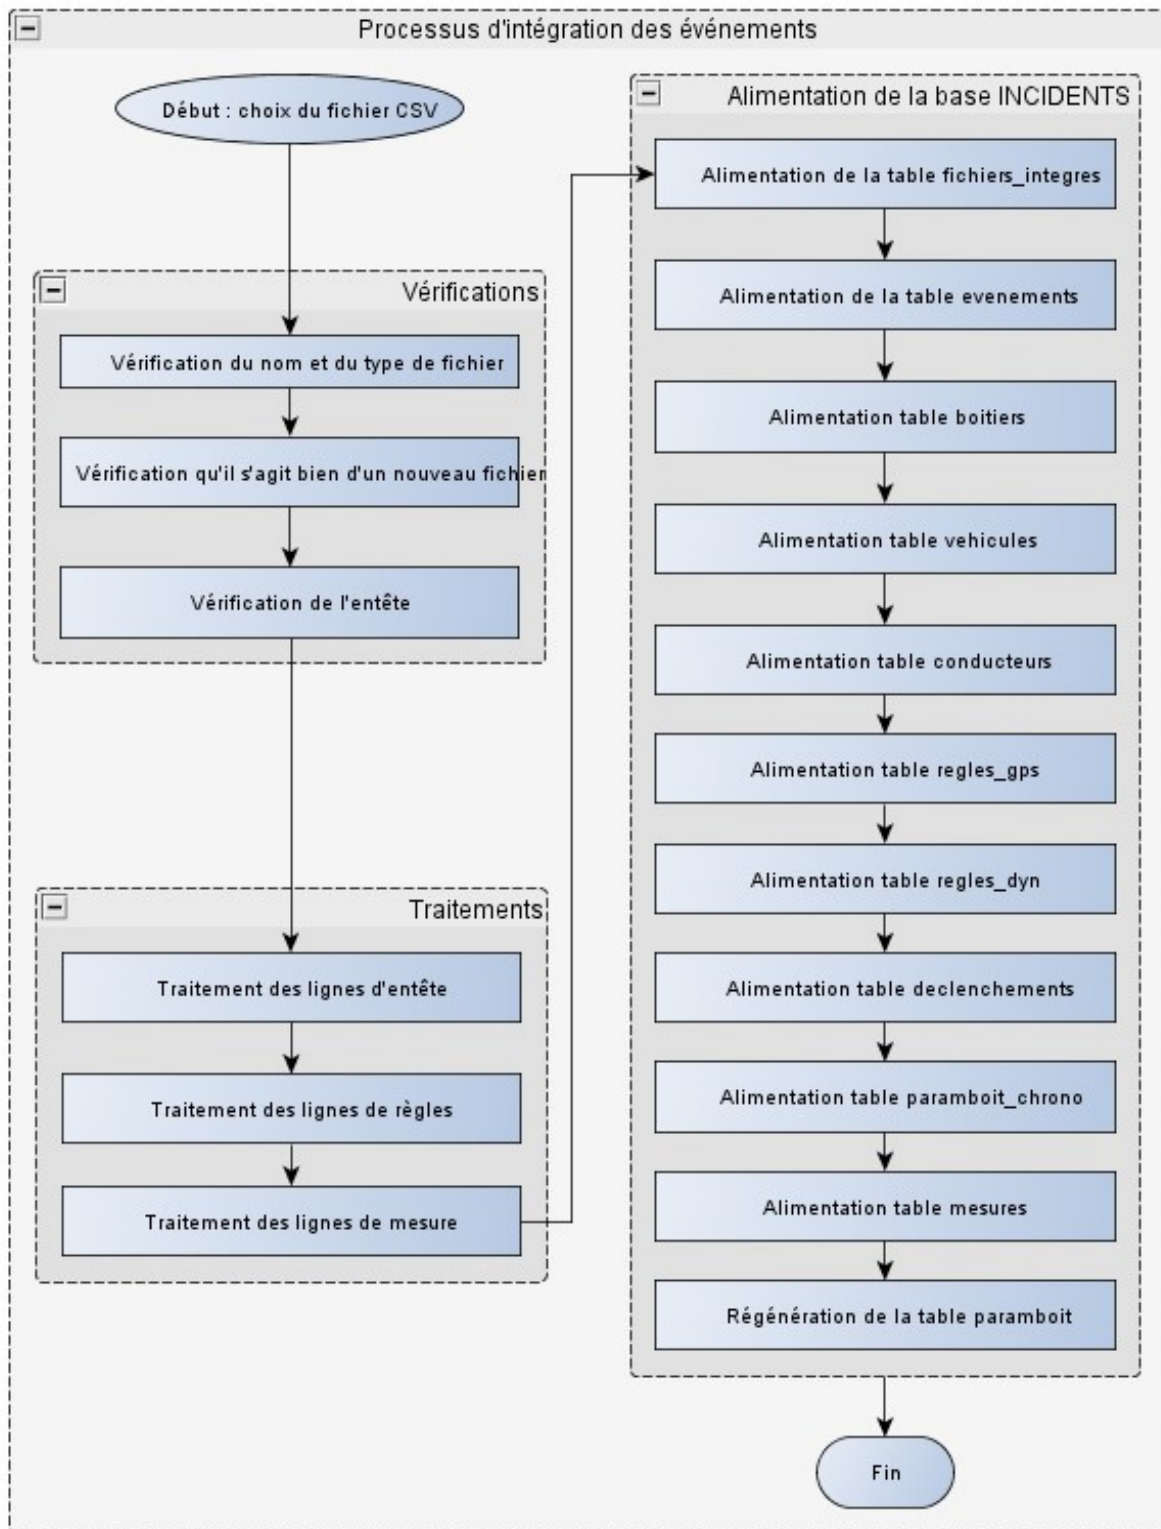 Processus d'intégration des événements
Début : choix du fichier CSV
Vérifications
Vérification du nom et du type de fichier
Vérification qu'il s'agit bien d'un nouveau fichier
Vérification de l'entête
Traitements
Traitement des lignes d'entête
Traitement des lignes de règles
Traitement des lignes de mesure
Alimentation de la base INCIDENTS
Alimentation de la table fichiers_integres
Alimentation de la table evenements
Alimentation table boitiers
Alimentation table vehicules
Alimentation table conducteurs
Alimentation table regles_gps
Alimentation table regles_dyn
Alimentation table declenchements
Alimentation table paramboit_chrono
Alimentation table mesures
Régénération de la table paramboit
Fin